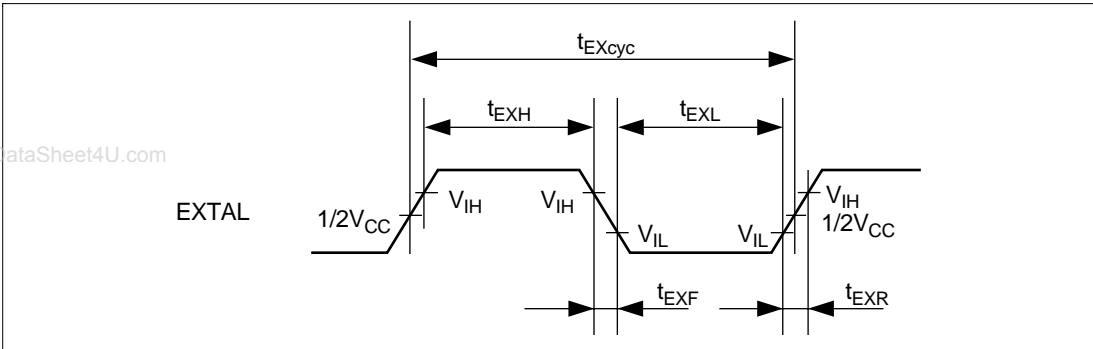 tEXcyc
tEXH
tEXL
ataSheet4U.com
EXTAL
1/2VCC
VIH
VIH
VIL
VIL
VIH
1/2VCC
tEXF
tEXR